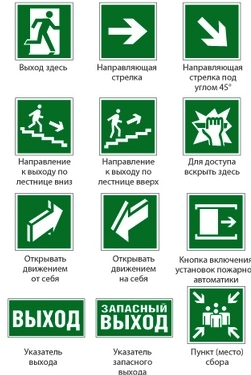 Выход здесь
Направляющая
стрелка
Направляющая
стрелка под
углом 45°
Направление
к выходу по
лестнице вниз
Направление
к выходу по
лестнице вверх
Для доступа
вскрыть здесь
Открывать
движением
от себя
Открывать
движением
на себя
Кнопка включения
установок пожарно
автоматики
ВЫХОД
Указатель
выхода
ЗАПАСНЫЙ
ВЫХОД
Указатель
запасного
выхода
Пункт (место)
сбора